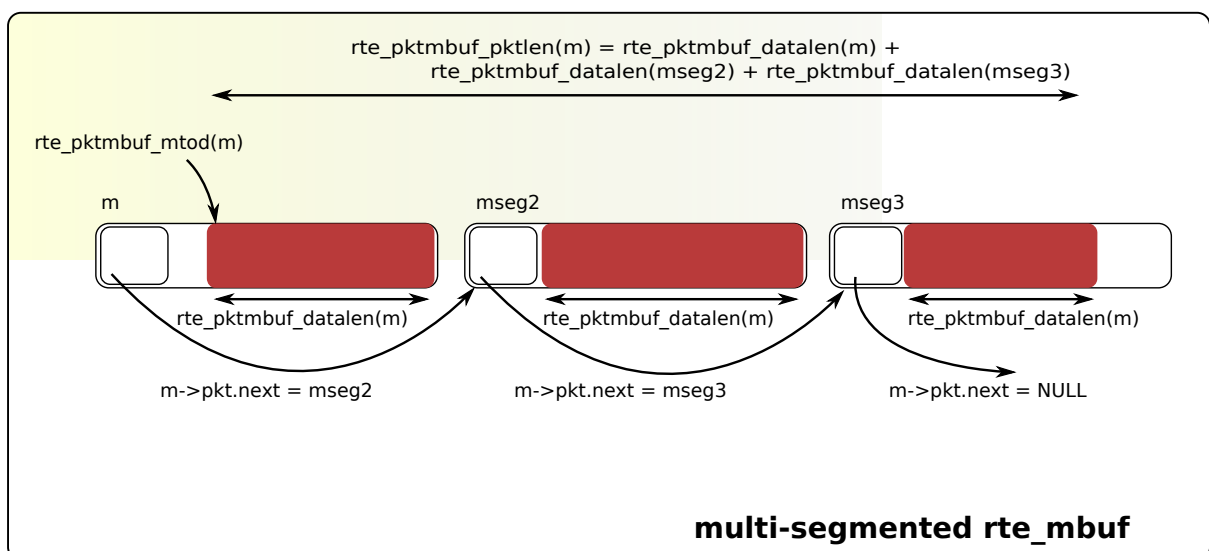 rte_pktmbuf_pktlen(m) = rte_pktmbuf_datalen(m) +
rte_pktmbuf_datalen(mseg2) + rte_pktmbuf_datalen(mseg3)
rte_pktmbuf_mtod(m)
m
mseg2
mseg3
rte_pktmbuf_datalen(m)
rte_pktmbuf_datalen(m)
rte_pktmbuf_datalen(m)
m->pkt.next = mseg2
m->pkt.next = mseg3
m->pkt.next = NULL
multi-segmented rte_mbuf